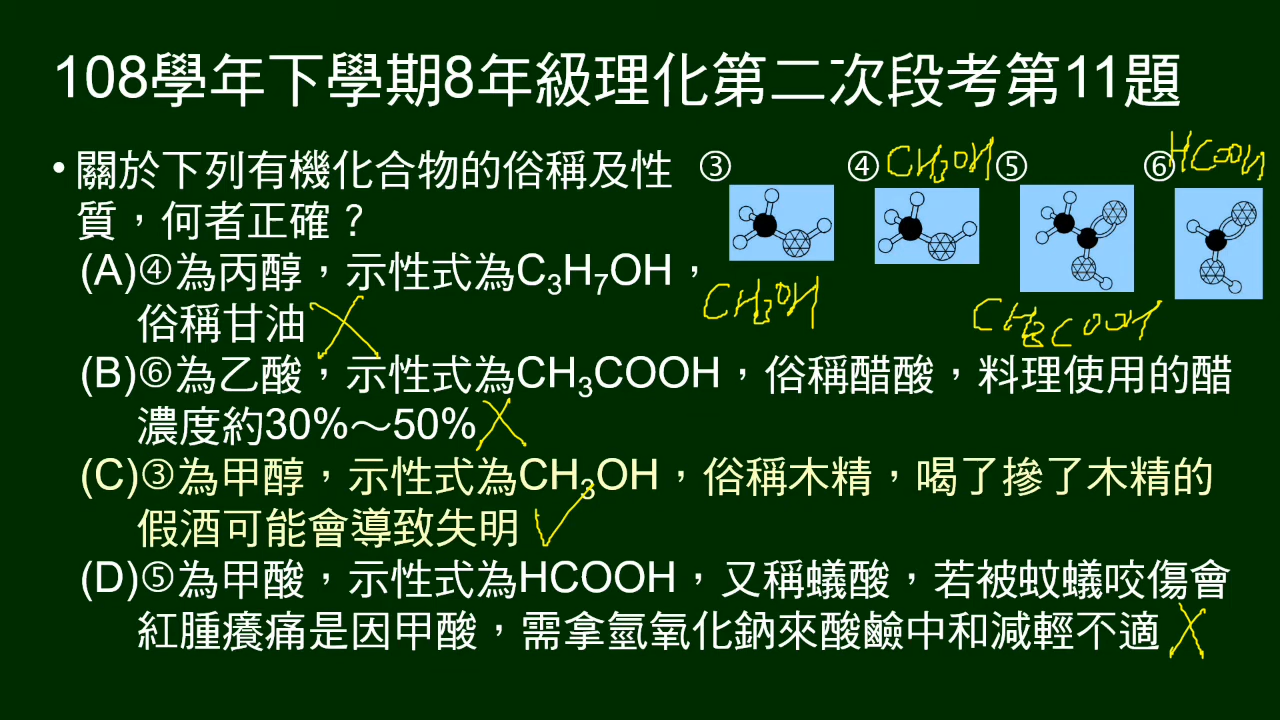 108學年下學期8年級理化第二次段考第11題
•關於下列有機化合物的俗稱及性
質，何者正確？
③ ④ CH3OH ⑤ ⑥ HCOOH
CH3OH CH3COOH
(A)④為丙醇，示性式為C₃H₇OH，
俗稱甘油
(B)⑥為乙酸，示性式為CH₃COOH，俗稱醋酸，料理使用的醋
濃度約30%～50%
(C)③為甲醇，示性式為CH₃OH，俗稱木精，喝了摻了木精的
假酒可能會導致失明
(D)⑤為甲酸，示性式為HCOOH，又稱蟻酸，若被蚊蟻咬傷會
紅腫癢痛是因甲酸，需拿氫氧化鈉來酸鹼中和減輕不適